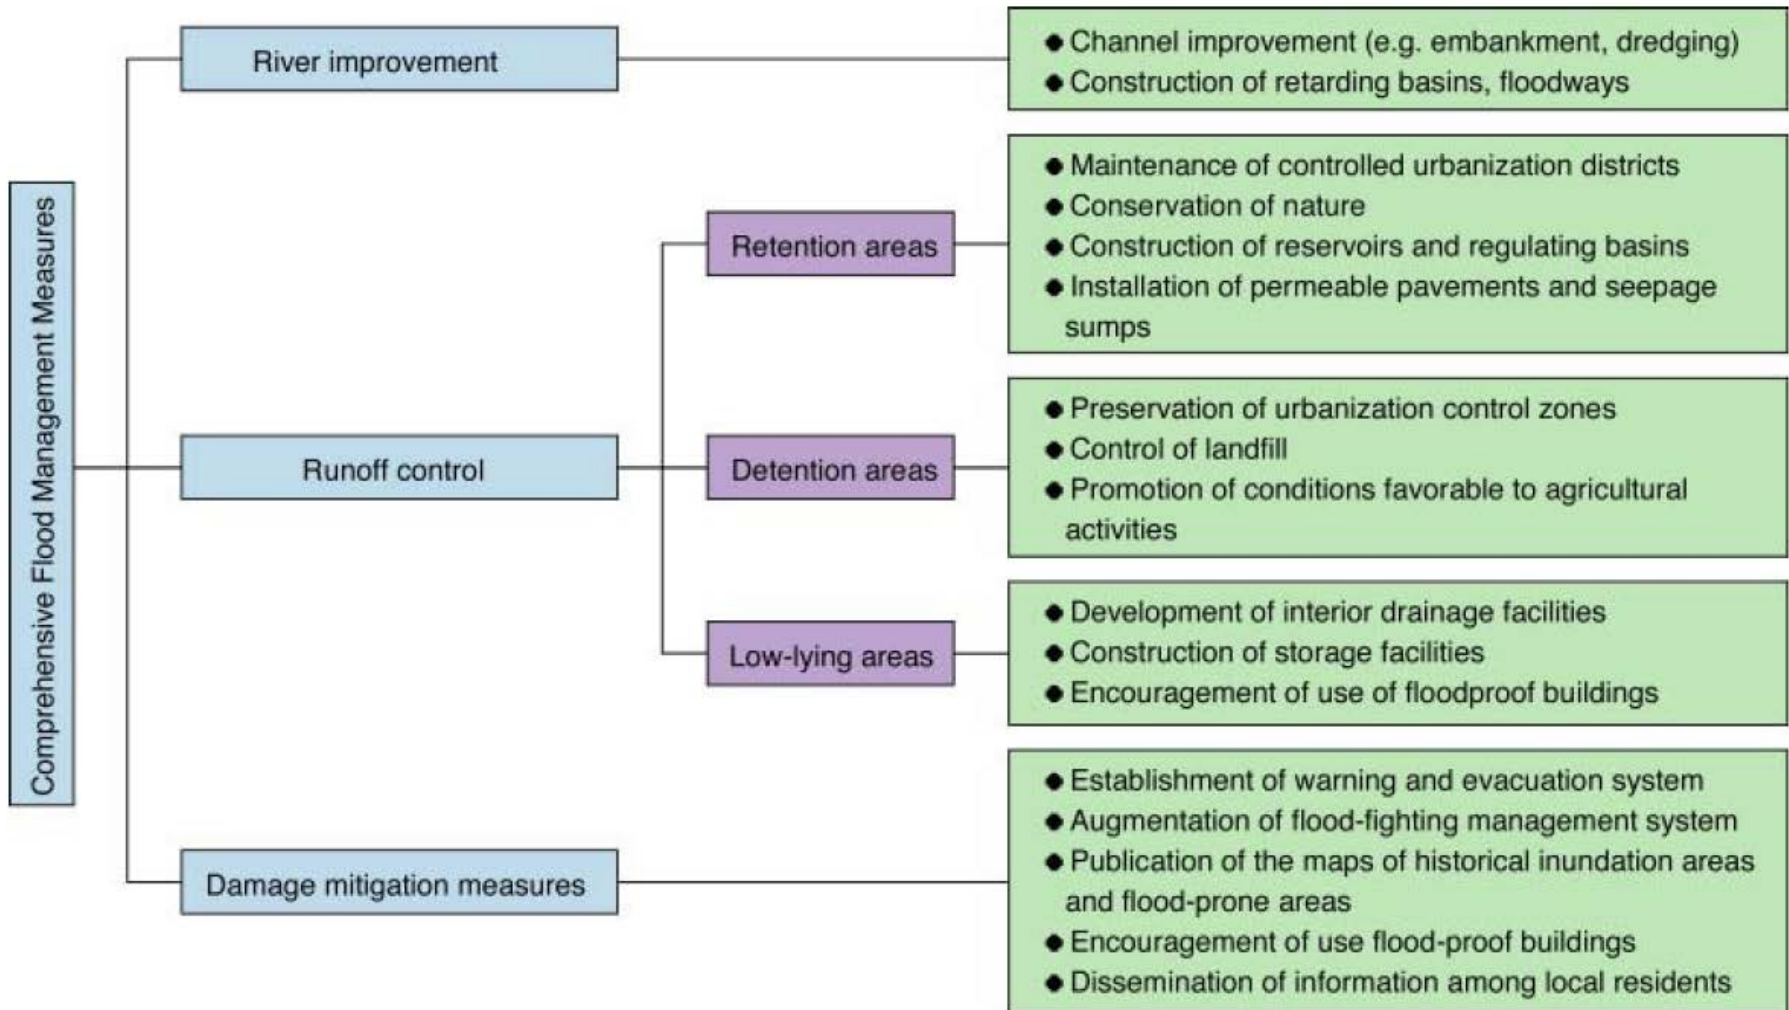 Comprehensive Flood Management Measures
River improvement
◆ Channel improvement (e.g. embankment, dredging)
◆ Construction of retarding basins, floodways
Runoff control
Retention areas
◆ Maintenance of controlled urbanization districts
◆ Conservation of nature
◆ Construction of reservoirs and regulating basins
◆ Installation of permeable pavements and seepage
sumps
Detention areas
◆ Preservation of urbanization control zones
◆ Control of landfill
◆ Promotion of conditions favorable to agricultural
activities
Low-lying areas
◆ Development of interior drainage facilities
◆ Construction of storage facilities
◆ Encouragement of use of floodproof buildings
Damage mitigation measures
◆ Establishment of warning and evacuation system
◆ Augmentation of flood-fighting management system
◆ Publication of the maps of historical inundation areas
and flood-prone areas
◆ Encouragement of use flood-proof buildings
◆ Dissemination of information among local residents